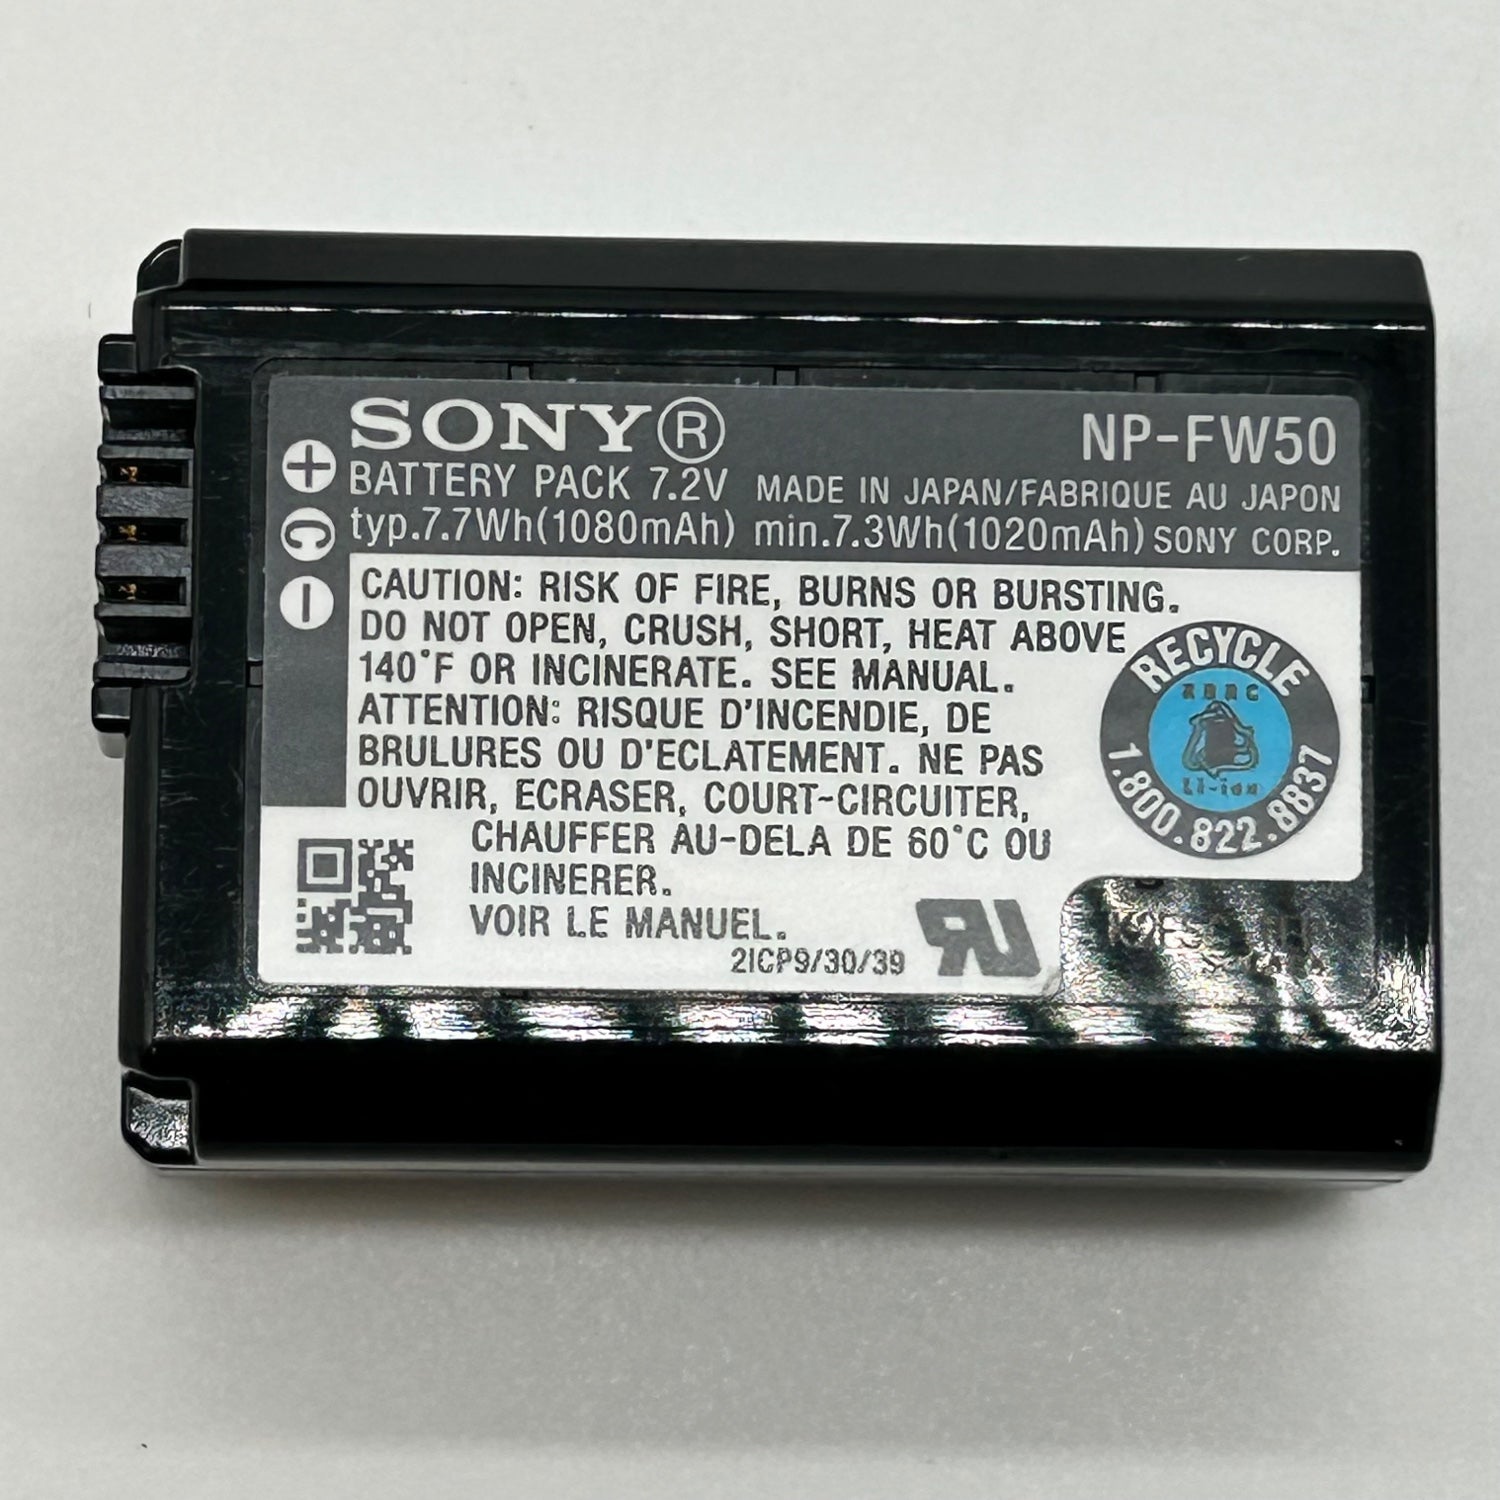 SONY®
NP-FW50
BATTERY PACK 7.2V MADE IN JAPAN/FABRIQUE AU JAPON
typ.7.7Wh(1080mAh) min.7.3Wh(1020mAh) SONY CORP.
+
C
−
CAUTION: RISK OF FIRE, BURNS OR BURSTING.
DO NOT OPEN, CRUSH, SHORT, HEAT ABOVE
140°F OR INCINERATE. SEE MANUAL.
ATTENTION: RISQUE D'INCENDIE, DE
BRULURES OU D'ECLATEMENT. NE PAS
OUVRIR, ECRASER, COURT-CIRCUITER,
CHAUFFER AU-DELA DE 60°C OU
INCINERER.
VOIR LE MANUEL.
2ICP9/30/39
RECYCLE
RBRC
Li-ion
1.800.822.8837